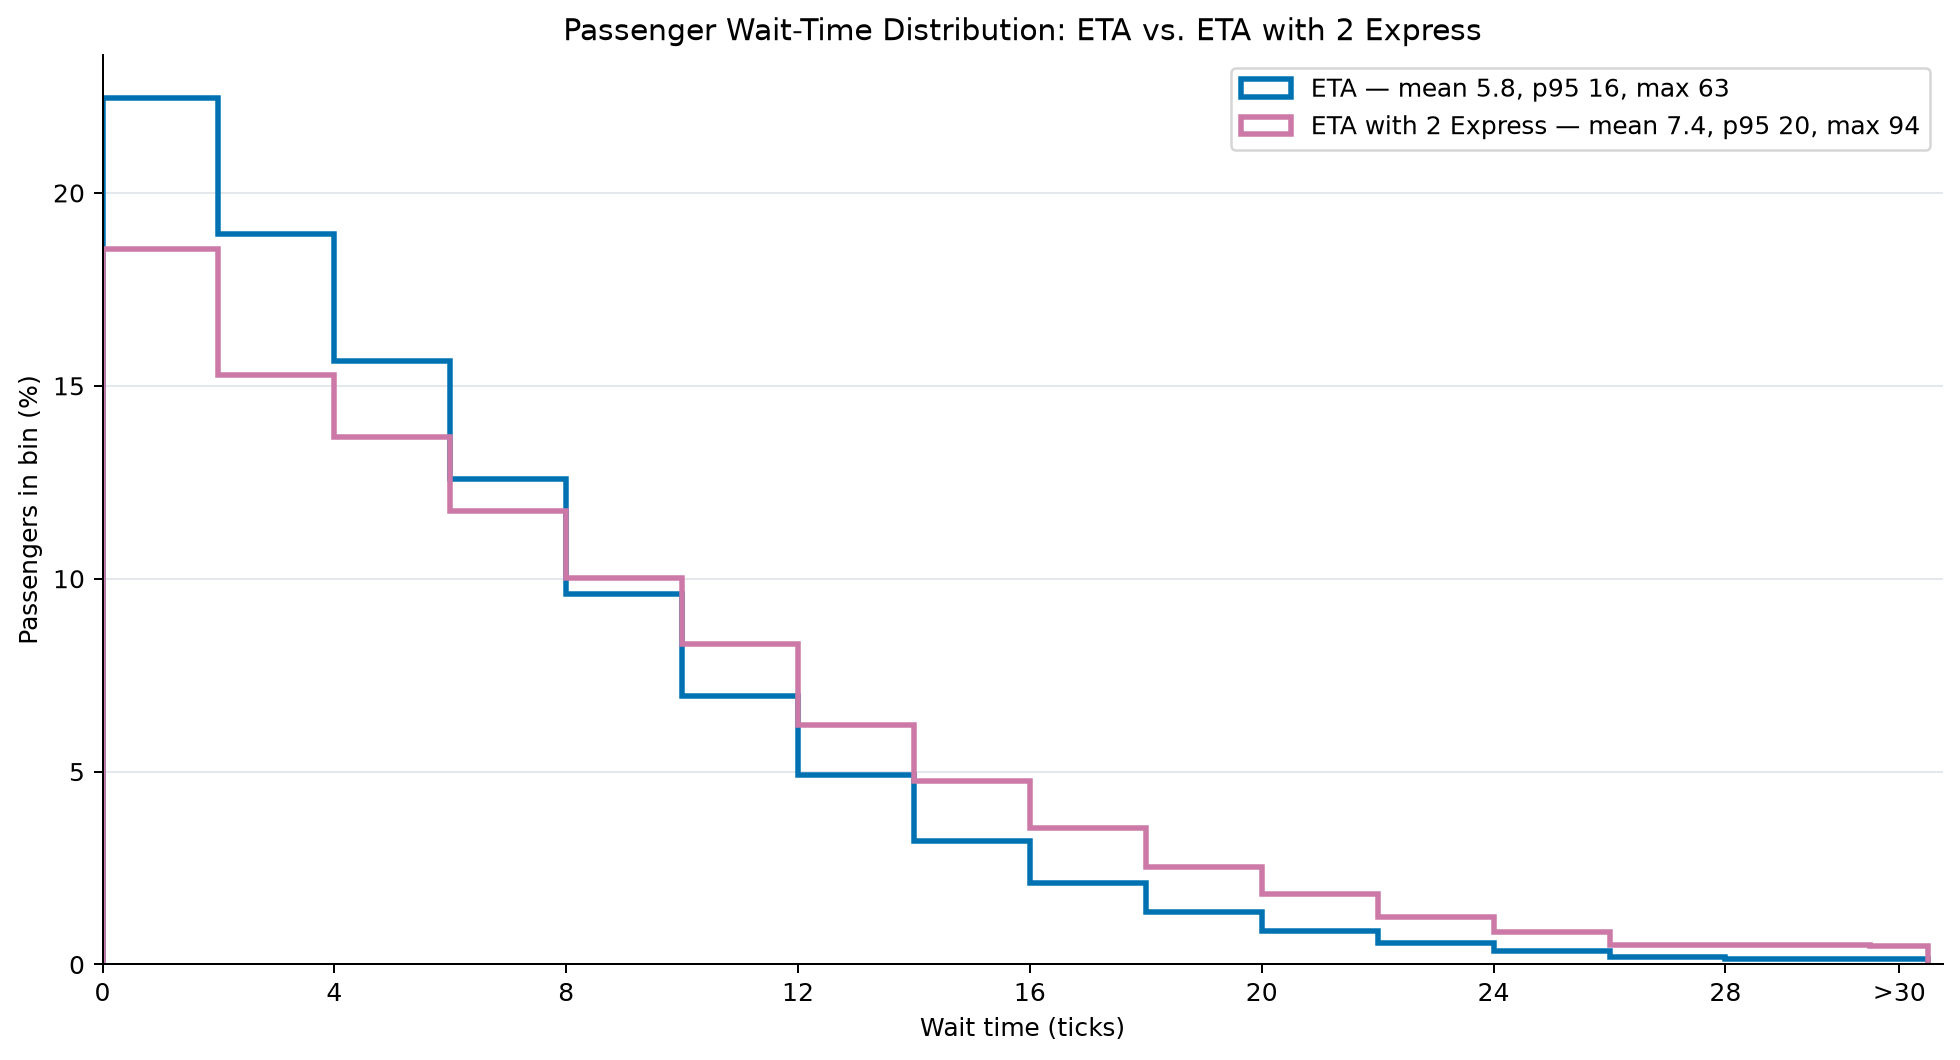 Passenger Wait-Time Distribution: ETA vs. ETA with 2 Express
ETA — mean 5.8, p95 16, max 63
ETA with 2 Express — mean 7.4, p95 20, max 94
Passengers in bin (%)
20
15
10
5
0
0 4 8 12 16 20 24 28 >30
Wait time (ticks)